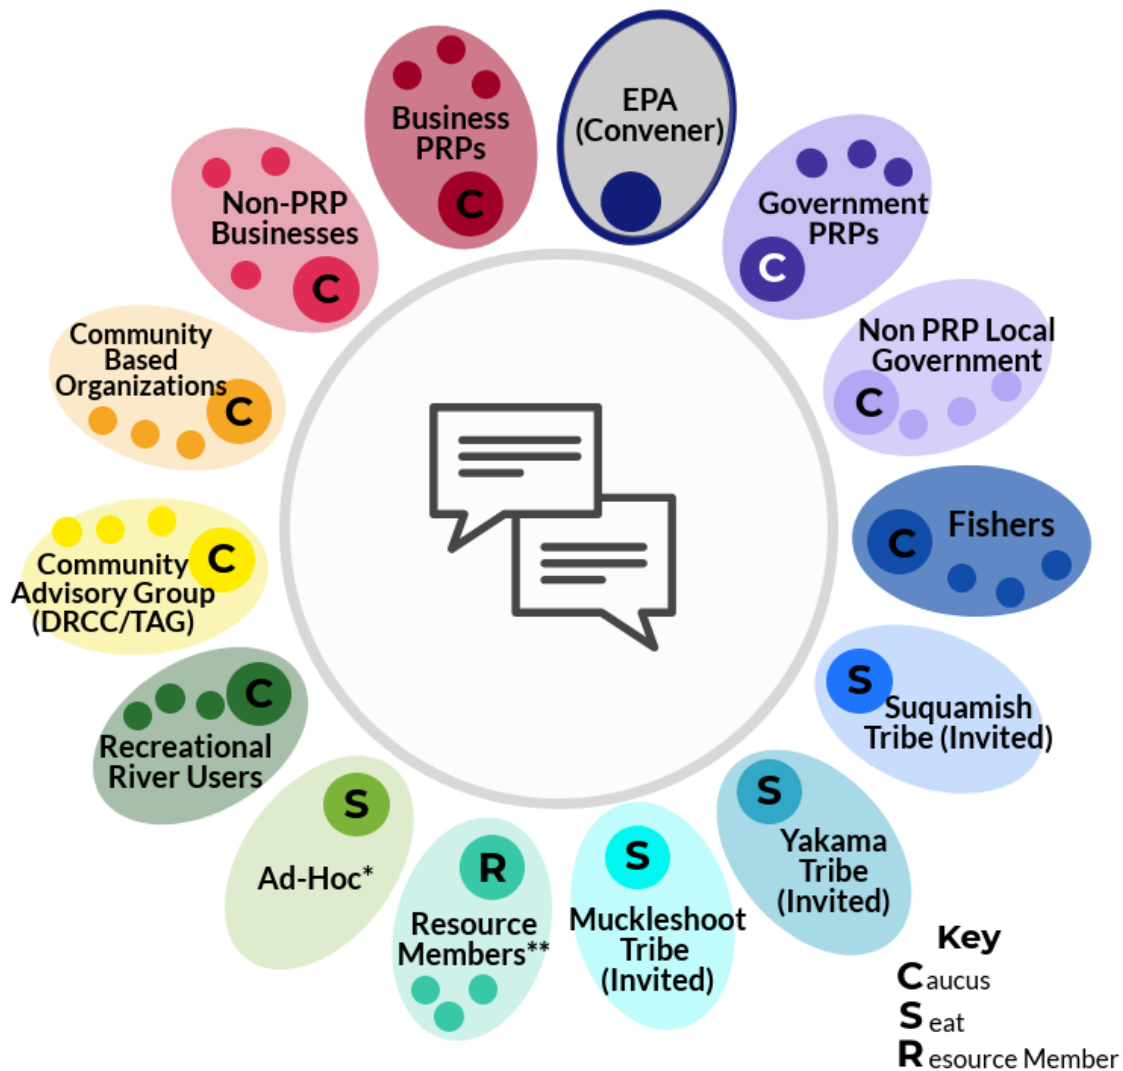 EPA
(Convener)
Government
PRPs
C
Non PRP Local
Government
C
Fishers
C
S
Suquamish
Tribe (Invited)
S
Yakama
Tribe
(Invited)
S
Muckleshoot
Tribe
(Invited)
R
Resource
Members**
S
Ad-Hoc*
C
Recreational
River Users
C
Community
Advisory Group
(DRCC/TAG)
Community
Based
Organizations
C
Non-PRP
Businesses
C
Business
PRPs
C
Key
Caucus
Seat
Resource Member